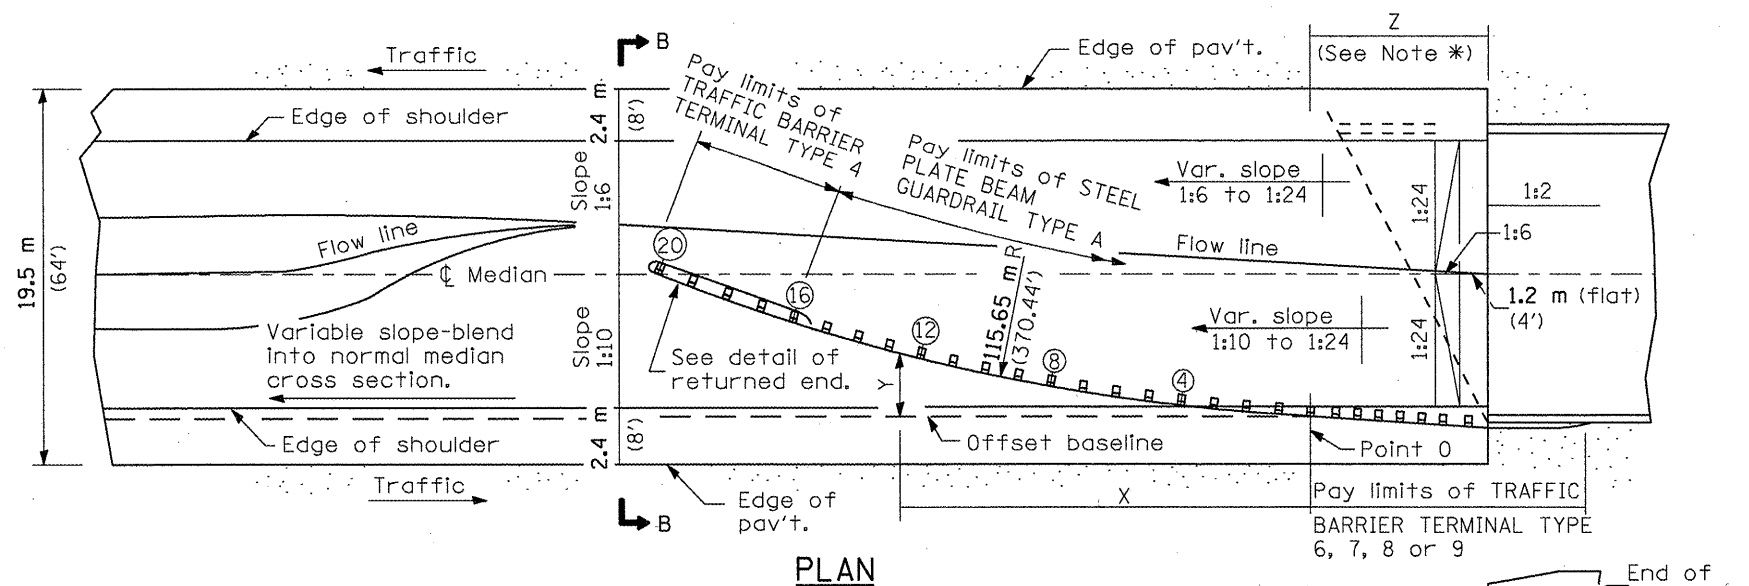 Z
B
Traffic
Edge of pav't.
(See Note *)
Pay limits of
TRAFFIC BARRIER
TERMINAL TYPE 4
2.4 m
(8')
Edge of shoulder
Pay limits of STEEL
PLATE BEAM
GUARDRAIL TYPE A
Slope
1:6
Var. slope
1:6 to 1:24
1:24
1:2
1:6
Flow line
20
Flow line
19.5 m
(64')
℄ Median
16
115.65 m R
(370.44')
1.2 m (flat)
(4')
Variable slope-blend
into normal median
cross section.
Slope
1:10
12
Var. slope
1:10 to 1:24
1:24
See detail of
returned end.
Y
8
4
Edge of shoulder
2.4 m
(8')
Offset baseline
Point 0
Traffic
Edge of
pav't.
X
B
Pay limits of TRAFFIC
BARRIER TERMINAL TYPE
6, 7, 8 or 9
PLAN
End of